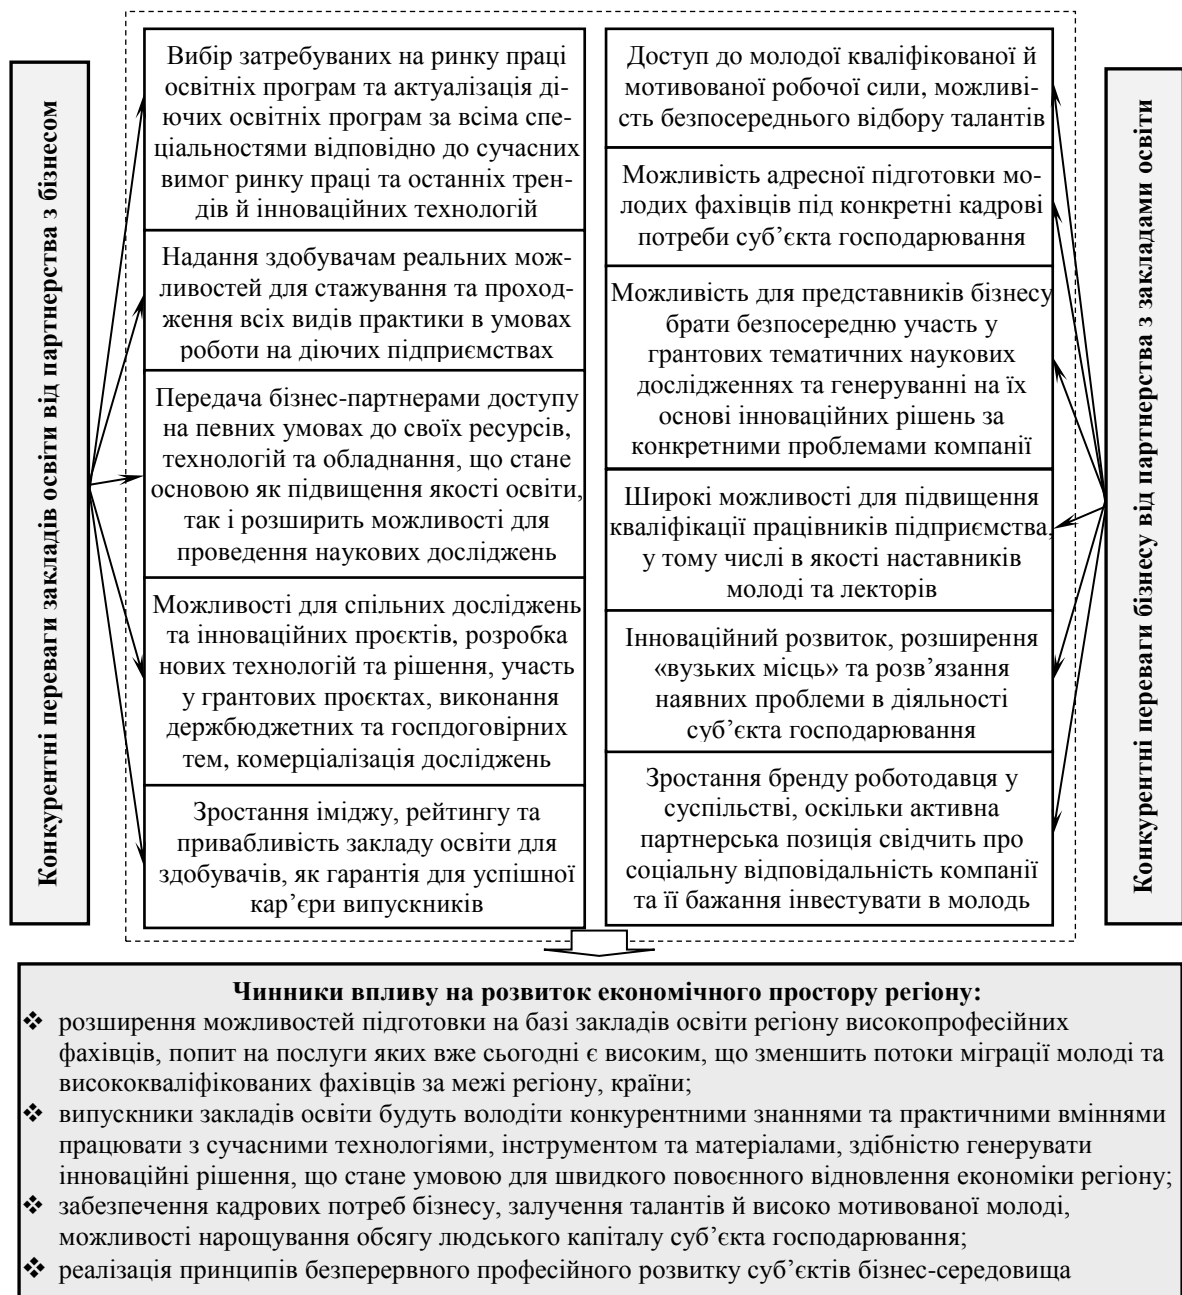 Конкурентні переваги закладів освіти від партнерства з бізнесом
Вибір затребуваних на ринку праці
освітніх програм та актуалізація ді-
ючих освітніх програм за всіма спе-
ціальностями відповідно до сучасних
вимог ринку праці та останніх трен-
дів й інноваційних технологій
Надання здобувачам реальних мож-
ливостей для стажування та проход-
ження всіх видів практики в умовах
роботи на діючих підприємствах
Передача бізнес-партнерами доступу
на певних умовах до своїх ресурсів,
технологій та обладнання, що стане
основою як підвищення якості освіти,
так і розширить можливості для
проведення наукових досліджень
Можливості для спільних досліджень
та інноваційних проєктів, розробка
нових технологій та рішення, участь
у грантових проєктах, виконання
держбюджетних та госпдоговірних
тем, комерціалізація досліджень
Зростання іміджу, рейтингу та
привабливість закладу освіти для
здобувачів, як гарантія для успішної
кар’єри випускників
Доступ до молодої кваліфікованої й
мотивованої робочої сили, можливі-
сть безпосереднього відбору талантів
Можливість адресної підготовки мо-
лодих фахівців під конкретні кадрові
потреби суб’єкта господарювання
Можливість для представників бізнесу
брати безпосередню участь у
грантових тематичних наукових
дослідженнях та генеруванні на їх
основі інноваційних рішень за
конкретними проблемами компанії
Широкі можливості для підвищення
кваліфікації працівників підприємства,
у тому числі в якості наставників
молоді та лекторів
Інноваційний розвиток, розширення
«вузьких місць» та розв’язання
наявних проблеми в діяльності
суб’єкта господарювання
Зростання бренду роботодавця у
суспільстві, оскільки активна
партнерська позиція свідчить про
соціальну відповідальність компанії
та її бажання інвестувати в молодь
Конкурентні переваги бізнесу від партнерства з закладами освіти
Чинники впливу на розвиток економічного простору регіону:
❖ розширення можливостей підготовки на базі закладів освіти регіону високопрофесійних
фахівців, попит на послуги яких вже сьогодні є високим, що зменшить потоки міграції молоді та
висококваліфікованих фахівців за межі регіону, країни;
❖ випускники закладів освіти будуть володіти конкурентними знаннями та практичними вміннями
працювати з сучасними технологіями, інструментом та матеріалами, здібністю генерувати
інноваційні рішення, що стане умовою для швидкого повоєнного відновлення економіки регіону;
❖ забезпечення кадрових потреб бізнесу, залучення талантів й високо мотивованої молоді,
можливості нарощування обсягу людського капіталу суб’єкта господарювання;
❖ реалізація принципів безперервного професійного розвитку суб’єктів бізнес-середовища